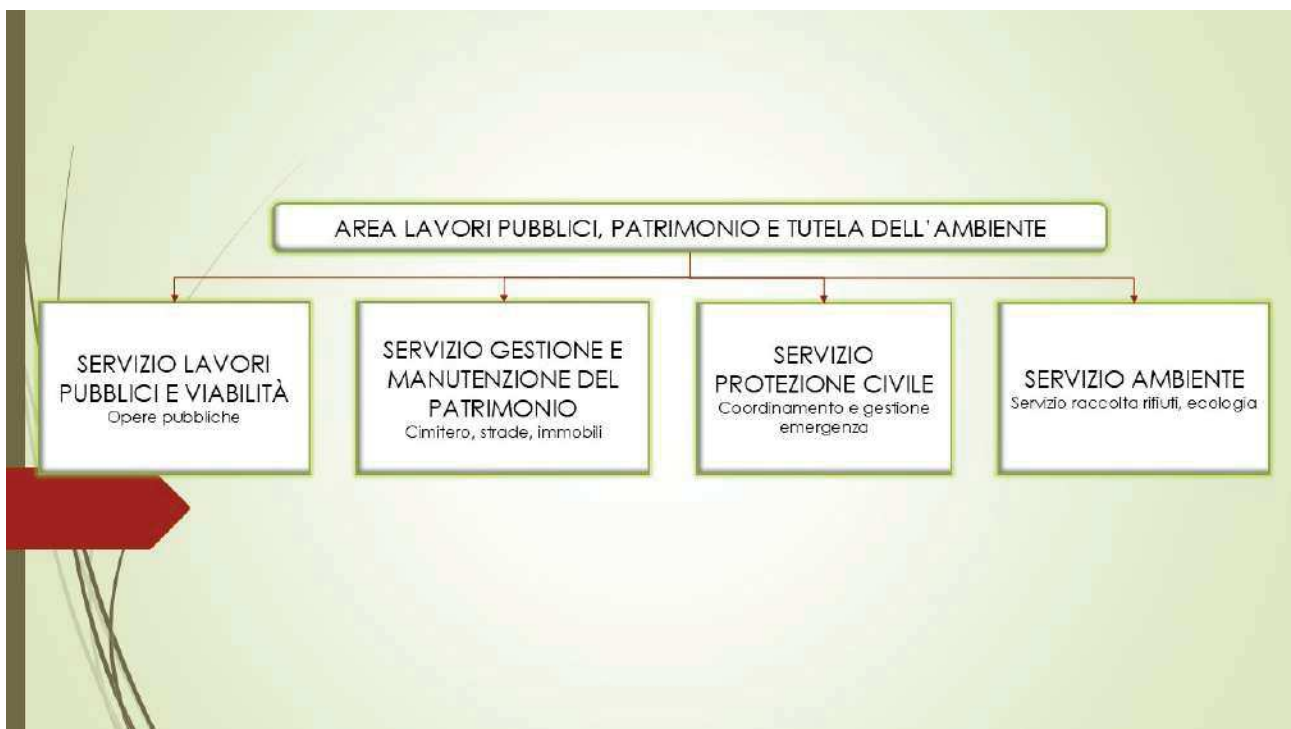 AREA LAVORI PUBBLICI, PATRIMONIO E TUTELA DELL'AMBIENTE
SERVIZIO LAVORI
PUBBLICI E VIABILITÀ
Opere pubbliche
SERVIZIO GESTIONE E
MANUTENZIONE DEL
PATRIMONIO
Cimitero, strade, immobili
SERVIZIO
PROTEZIONE CIVILE
Coordinamento e gestione
emergenza
SERVIZIO AMBIENTE
Servizio raccolta rifiuti, ecologia